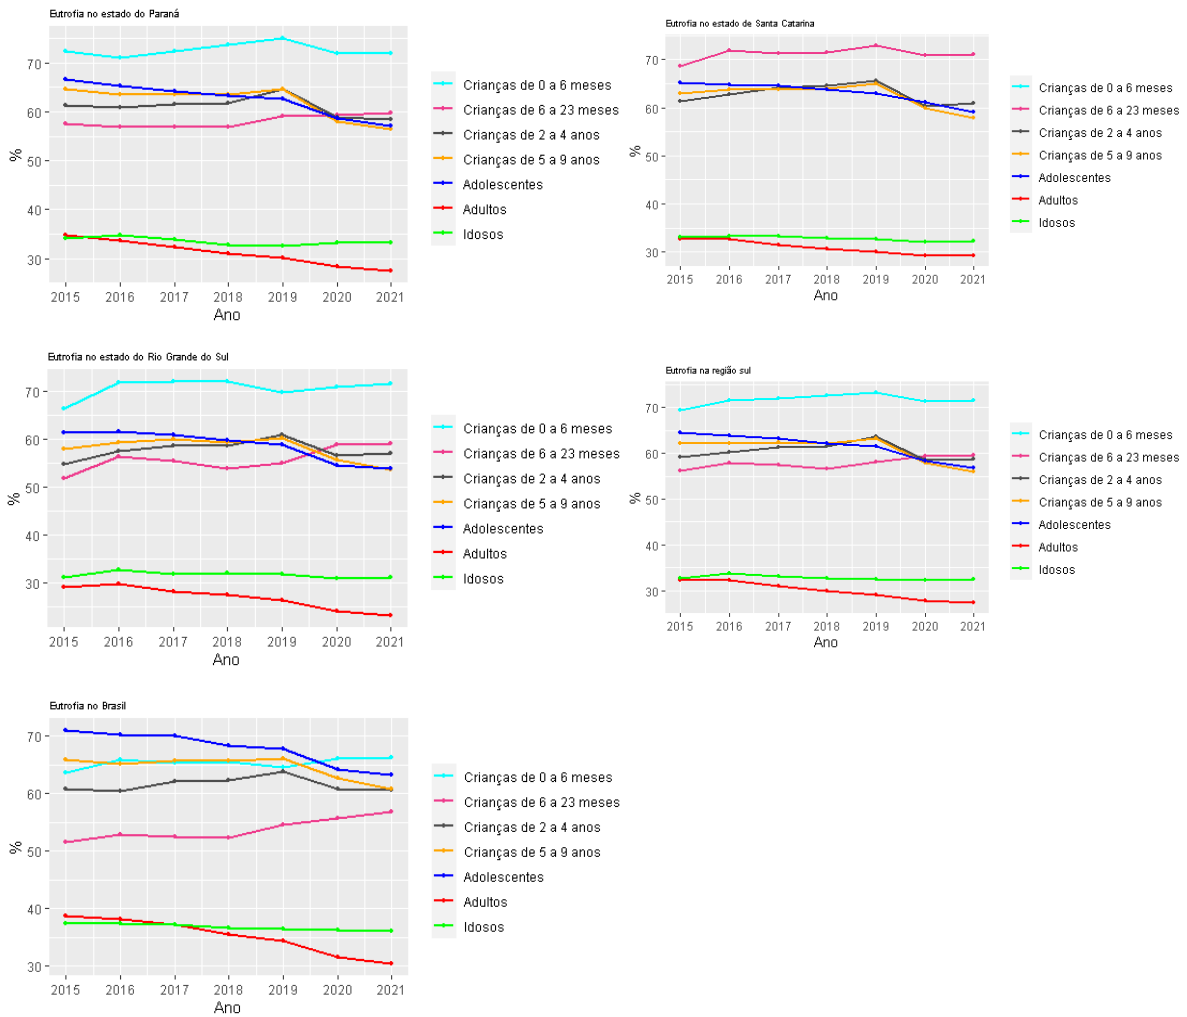 Eutrofia no estado do Paraná
70
60
50
40
30
%
2015 2016 2017 2018 2019 2020 2021
Ano
Crianças de 0 a 6 meses
Crianças de 6 a 23 meses
Crianças de 2 a 4 anos
Crianças de 5 a 9 anos
Adolescentes
Adultos
Idosos
Eutrofia no estado de Santa Catarina
70
60
50
40
30
%
2015 2016 2017 2018 2019 2020 2021
Ano
Crianças de 0 a 6 meses
Crianças de 6 a 23 meses
Crianças de 2 a 4 anos
Crianças de 5 a 9 anos
Adolescentes
Adultos
Idosos
Eutrofia no estado do Rio Grande do Sul
70
60
50
40
30
%
2015 2016 2017 2018 2019 2020 2021
Ano
Crianças de 0 a 6 meses
Crianças de 6 a 23 meses
Crianças de 2 a 4 anos
Crianças de 5 a 9 anos
Adolescentes
Adultos
Idosos
Eutrofia na região sul
70
60
50
40
30
%
2015 2016 2017 2018 2019 2020 2021
Ano
Crianças de 0 a 6 meses
Crianças de 6 a 23 meses
Crianças de 2 a 4 anos
Crianças de 5 a 9 anos
Adolescentes
Adultos
Idosos
Eutrofia no Brasil
70
60
50
40
30
%
2015 2016 2017 2018 2019 2020 2021
Ano
Crianças de 0 a 6 meses
Crianças de 6 a 23 meses
Crianças de 2 a 4 anos
Crianças de 5 a 9 anos
Adolescentes
Adultos
Idosos